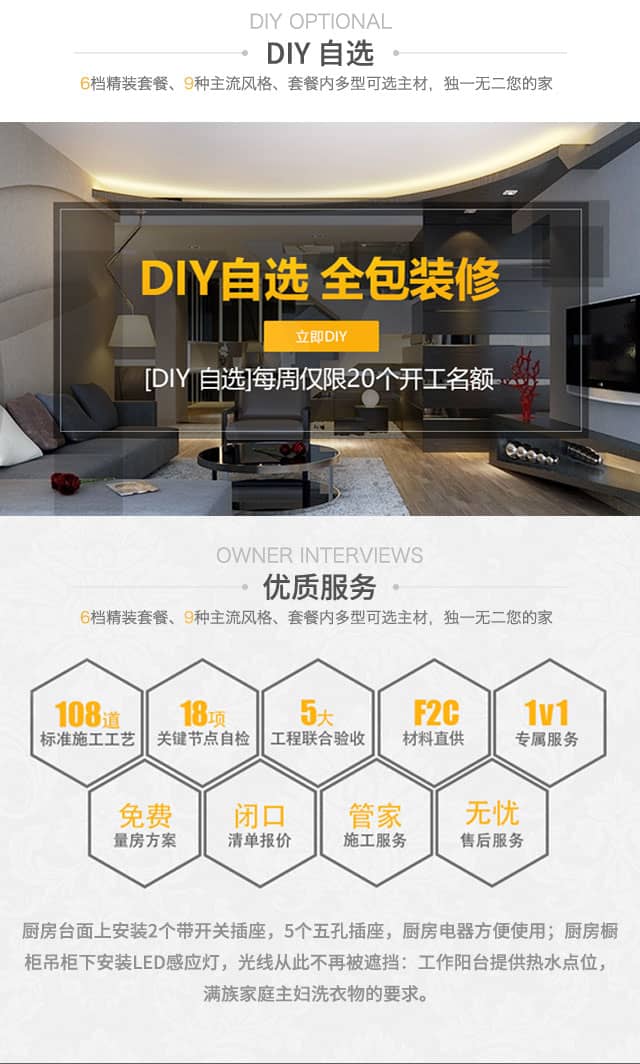 DIY OPTIONAL
DIY 自选
6档精装套餐、9种主流风格、套餐内多型可选主材，独一无二您的家
DIY自选 全包装修
立即DIY
[DIY 自选]每周仅限20个开工名额
OWNER INTERVIEWS
优质服务
6档精装套餐、9种主流风格、套餐内多型可选主材，独一无二您的家
108道
标准施工工艺
18项
关键节点自检
5大
工程联合验收
F2C
材料直供
1v1
专属服务
免费
量房方案
闭口
清单报价
管家
施工服务
无忧
售后服务
厨房台面上安装2个带开关插座，5个五孔插座，厨房电器方便使用；厨房橱
柜吊柜下安装LED感应灯，光线从此不再被遮挡：工作阳台提供热水点位，
满族家庭主妇洗衣物的要求。